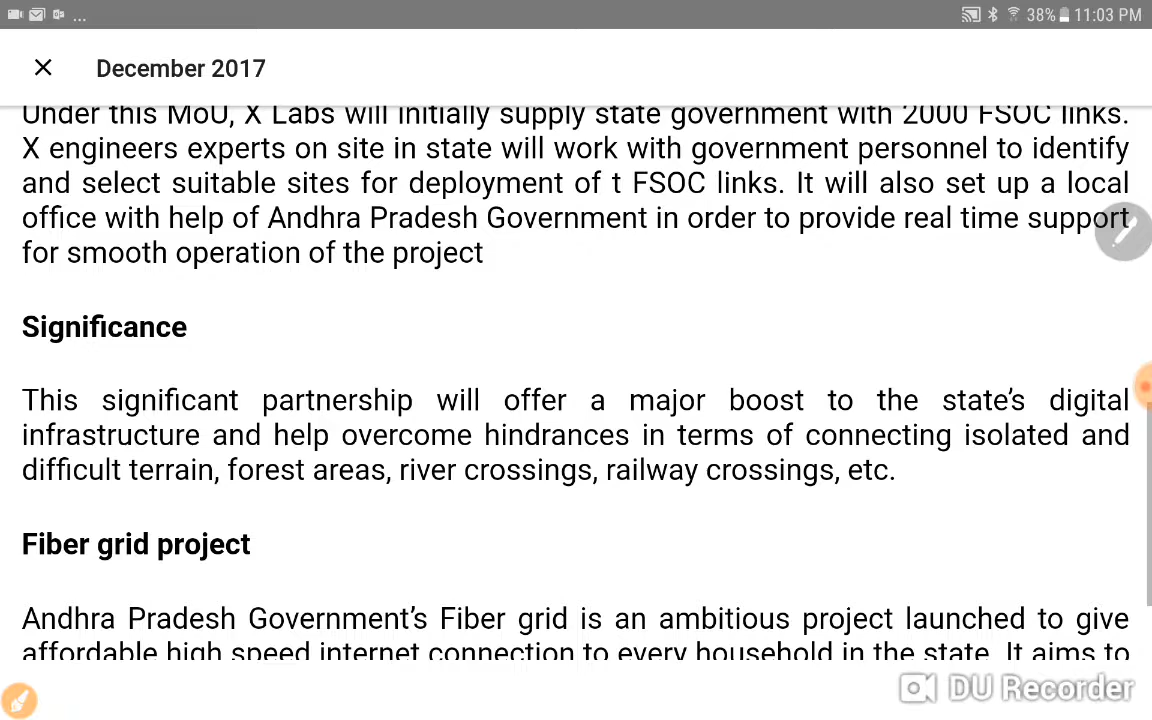 ... 38% 11:03 PM
December 2017
Under this MoU, X Labs will initially supply state government with 2000 FSOC links.
X engineers experts on site in state will work with government personnel to identify
and select suitable sites for deployment of t FSOC links. It will also set up a local
office with help of Andhra Pradesh Government in order to provide real time support
for smooth operation of the project
Significance
This significant partnership will offer a major boost to the state’s digital
infrastructure and help overcome hindrances in terms of connecting isolated and
difficult terrain, forest areas, river crossings, railway crossings, etc.
Fiber grid project
Andhra Pradesh Government’s Fiber grid is an ambitious project launched to give
affordable high speed internet connection to every household in the state. It aims to
DU Recorder